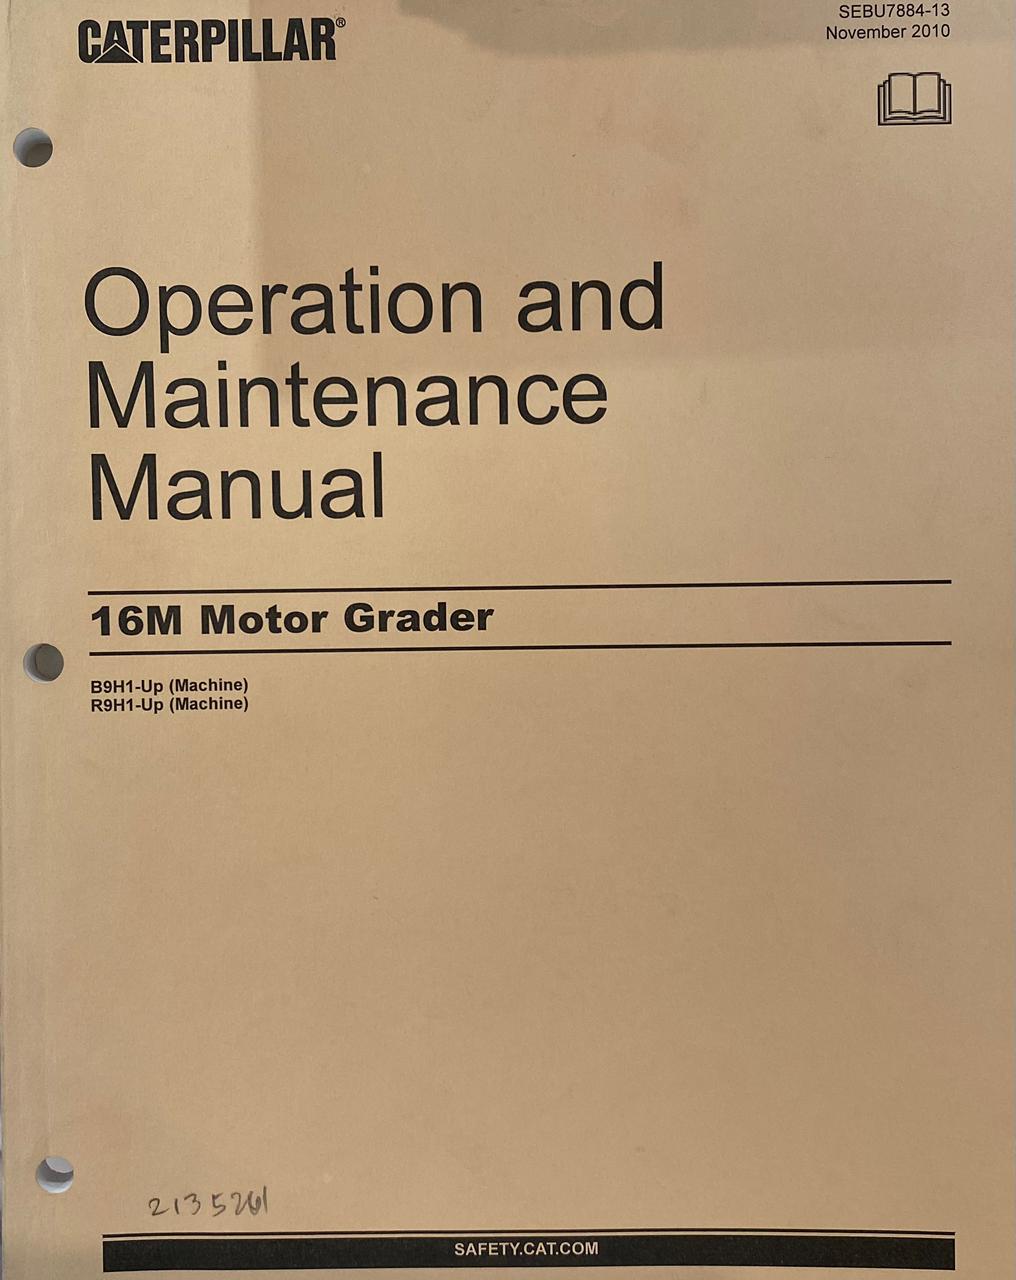 CATERPILLAR®
SEBU7884-13
November 2010
Operation and
Maintenance
Manual
16M Motor Grader
B9H1-Up (Machine)
R9H1-Up (Machine)
2135261
SAFETY.CAT.COM